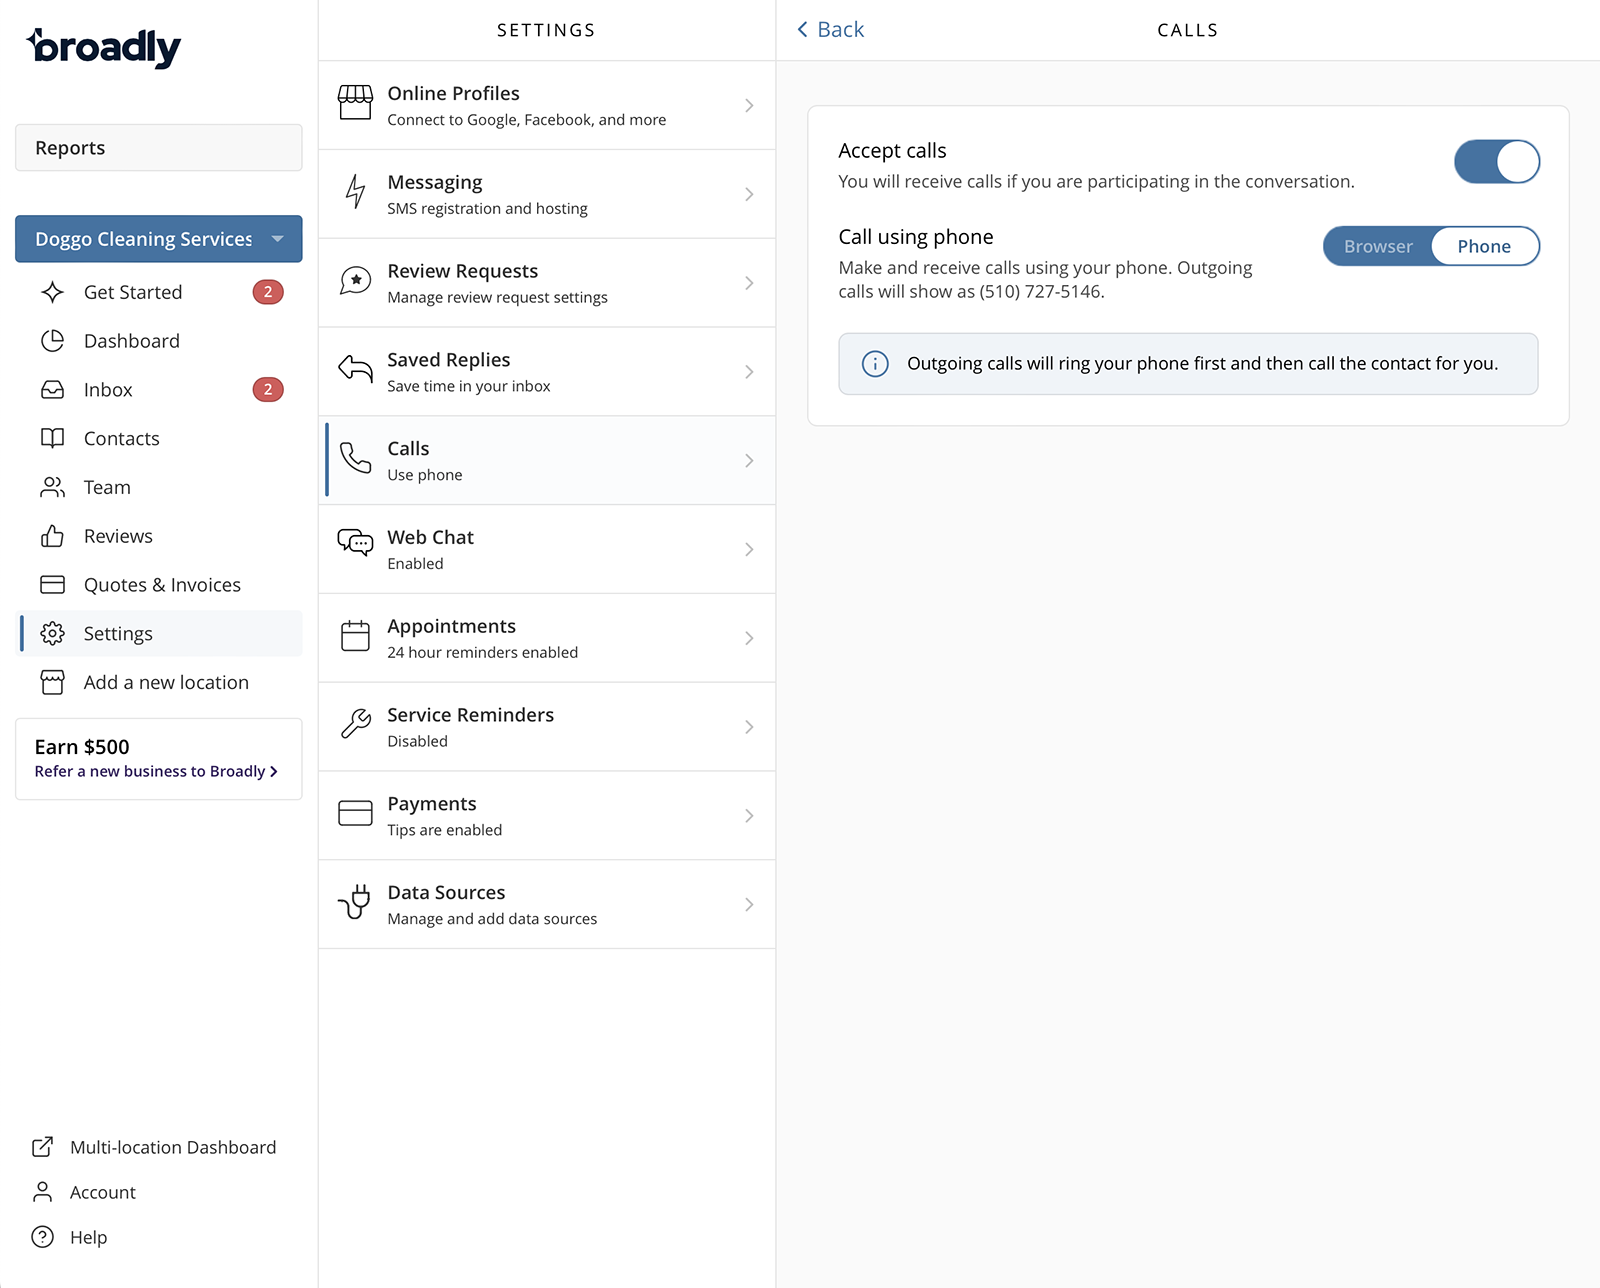 broadly
Reports
Doggo Cleaning Services
Get Started
2
Dashboard
Inbox
2
Contacts
Team
Reviews
Quotes & Invoices
Settings
Add a new location
Earn $500
Refer a new business to Broadly
Multi-location Dashboard
Account
Help
SETTINGS
Online Profiles
Connect to Google, Facebook, and more
Messaging
SMS registration and hosting
Review Requests
Manage review request settings
Saved Replies
Save time in your inbox
Calls
Use phone
Web Chat
Enabled
Appointments
24 hour reminders enabled
Service Reminders
Disabled
Payments
Tips are enabled
Data Sources
Manage and add data sources
Back
CALLS
Accept calls
You will receive calls if you are participating in the conversation.
Call using phone
Make and receive calls using your phone. Outgoing
calls will show as (510) 727-5146.
Browser
Phone
Outgoing calls will ring your phone first and then call the contact for you.